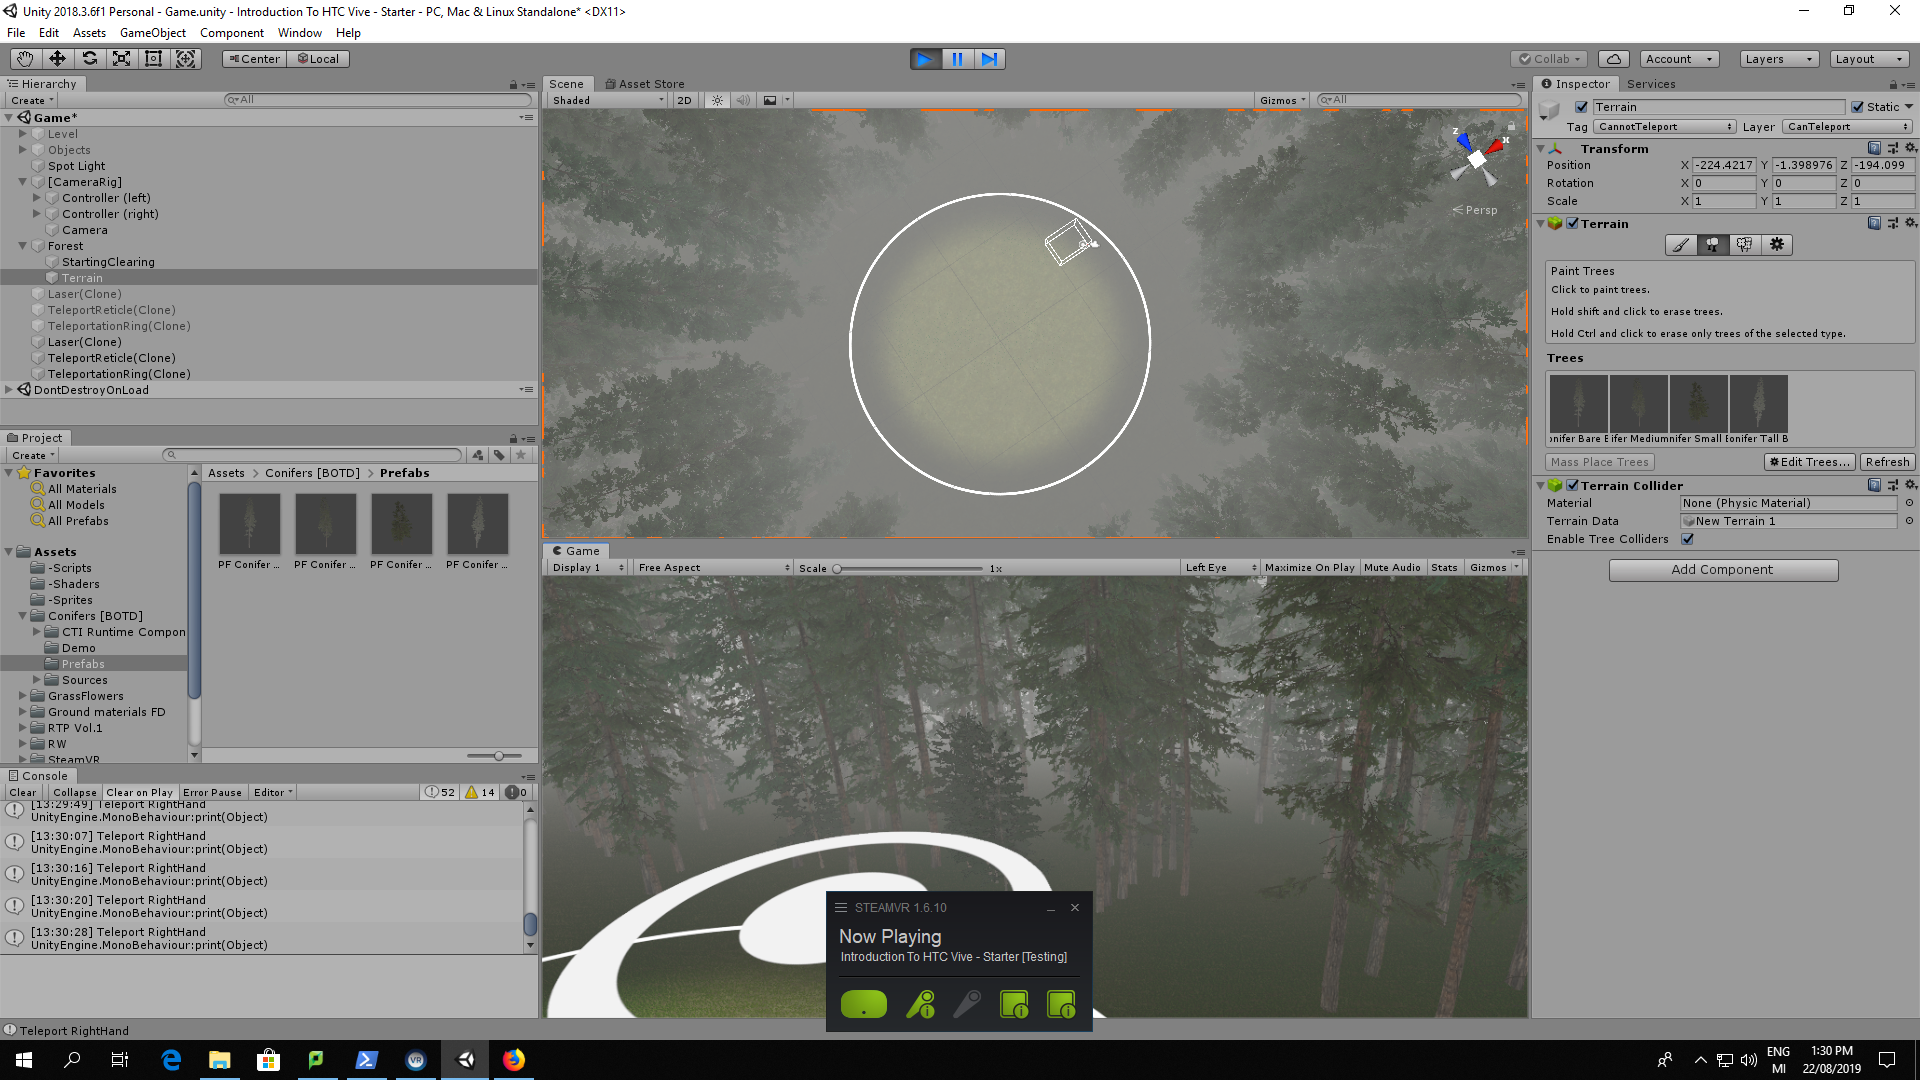 Unity 2018.3.6f1 Personal - Game.unity - Introduction To HTC Vive - Starter - PC, Mac & Linux Standalone* <DX11>
File Edit Assets GameObject Component Window Help
Center Local
Collab Account Layers Layout
Hierarchy
Create All
Game*
Level
Objects
Spot Light
[CameraRig]
Controller (left)
Controller (right)
Camera
Forest
StartingClearing
Terrain
Laser(Clone)
TeleportReticle(Clone)
TeleportationRing(Clone)
Laser(Clone)
TeleportReticle(Clone)
TeleportationRing(Clone)
DontDestroyOnLoad
Project
Create
Favorites
All Materials
All Models
All Prefabs
Assets
-Scripts
-Shaders
-Sprites
Conifers [BOTD]
CTI Runtime Compon
Demo
Prefabs
Sources
GrassFlowers
Ground materials FD
RTP Vol.1
RW
SteamVR
Assets > Conifers [BOTD] > Prefabs
PF Conifer ... PF Conifer ... PF Conifer ... PF Conifer ...
Console
Clear Collapse Clear on Play Error Pause Editor 52 14 0
[13:29:49] Teleport RightHand
UnityEngine.MonoBehaviour:print(Object)
[13:30:07] Teleport RightHand
UnityEngine.MonoBehaviour:print(Object)
[13:30:16] Teleport RightHand
UnityEngine.MonoBehaviour:print(Object)
[13:30:20] Teleport RightHand
UnityEngine.MonoBehaviour:print(Object)
[13:30:28] Teleport RightHand
UnityEngine.MonoBehaviour:print(Object)
Teleport RightHand
Scene Asset Store
Shaded 2D Gizmos All
z x
Persp
Game
Display 1 Free Aspect Scale 1x Left Eye Maximize On Play Mute Audio Stats Gizmos
STEAMVR 1.6.10
Now Playing
Introduction To HTC Vive - Starter [Testing]
Inspector Services
Terrain Static
Tag CannotTeleport Layer CanTeleport
Transform
Position X -224.4217 Y -1.398976 Z -194.099
Rotation X 0 Y 0 Z 0
Scale X 1 Y 1 Z 1
Terrain
Paint Trees
Click to paint trees.
Hold shift and click to erase trees.
Hold Ctrl and click to erase only trees of the selected type.
Trees
onifer Bare E ifer Medium nifer Small E onifer Tall B
Mass Place Trees Edit Trees... Refresh
Terrain Collider
Material None (Physic Material)
Terrain Data New Terrain 1
Enable Tree Colliders
Add Component
VR
ENG
MI
1:30 PM
22/08/2019